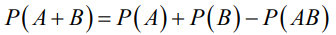 P(A + B) = P(A) + P(B) − P(AB)